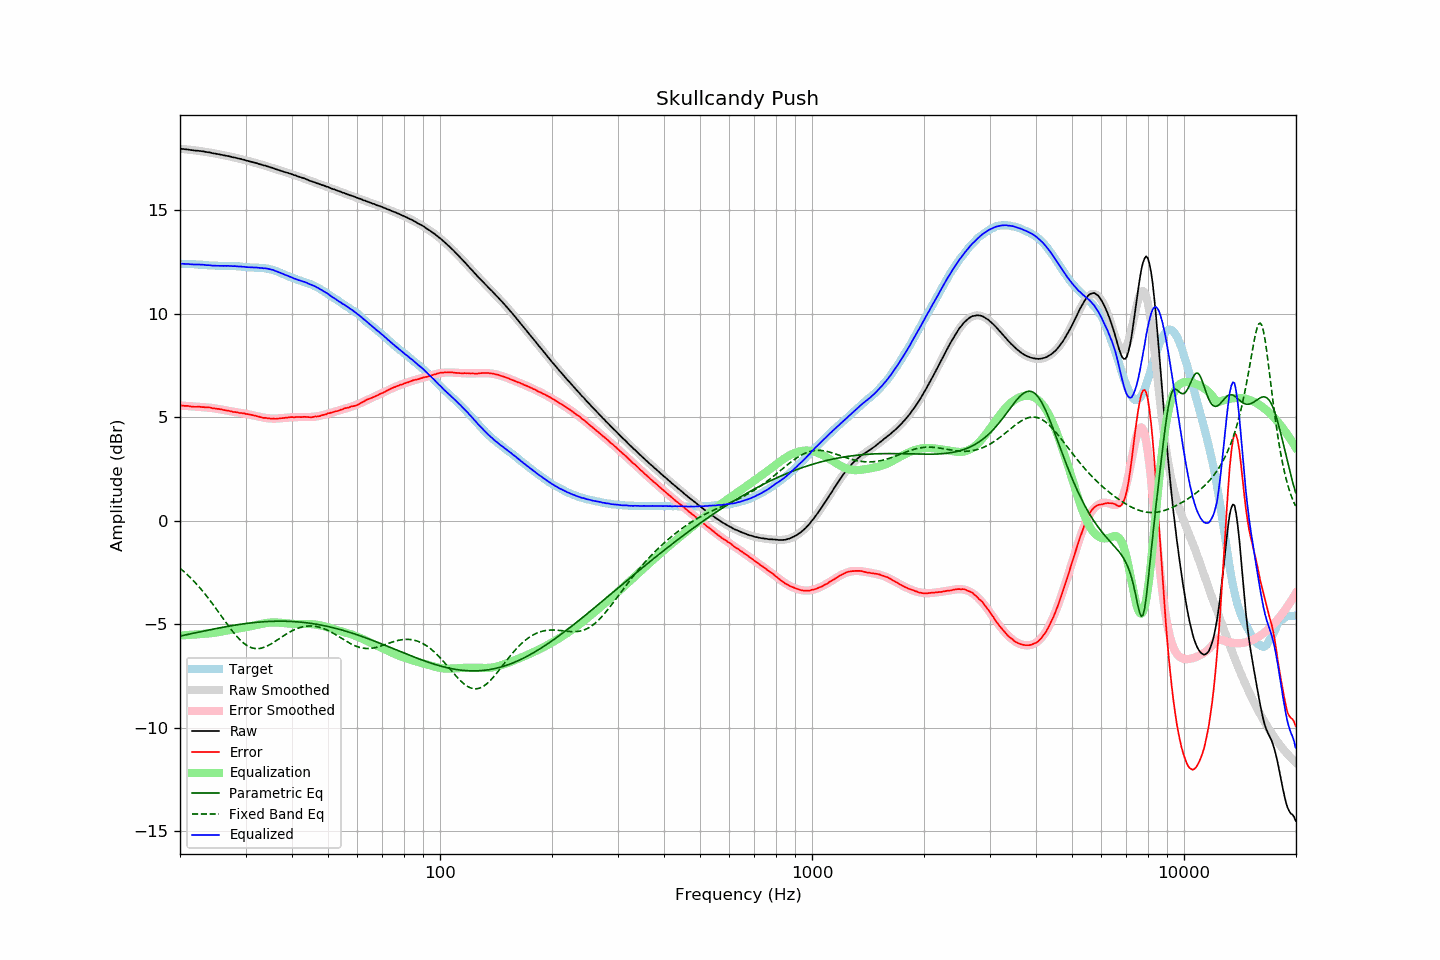 Skullcandy Push
Amplitude (dBr)
15
10
5
0
−5
−10
−15
Target
Raw Smoothed
Error Smoothed
Raw
Error
Equalization
Parametric Eq
Fixed Band Eq
Equalized
100
1000
10000
Frequency (Hz)